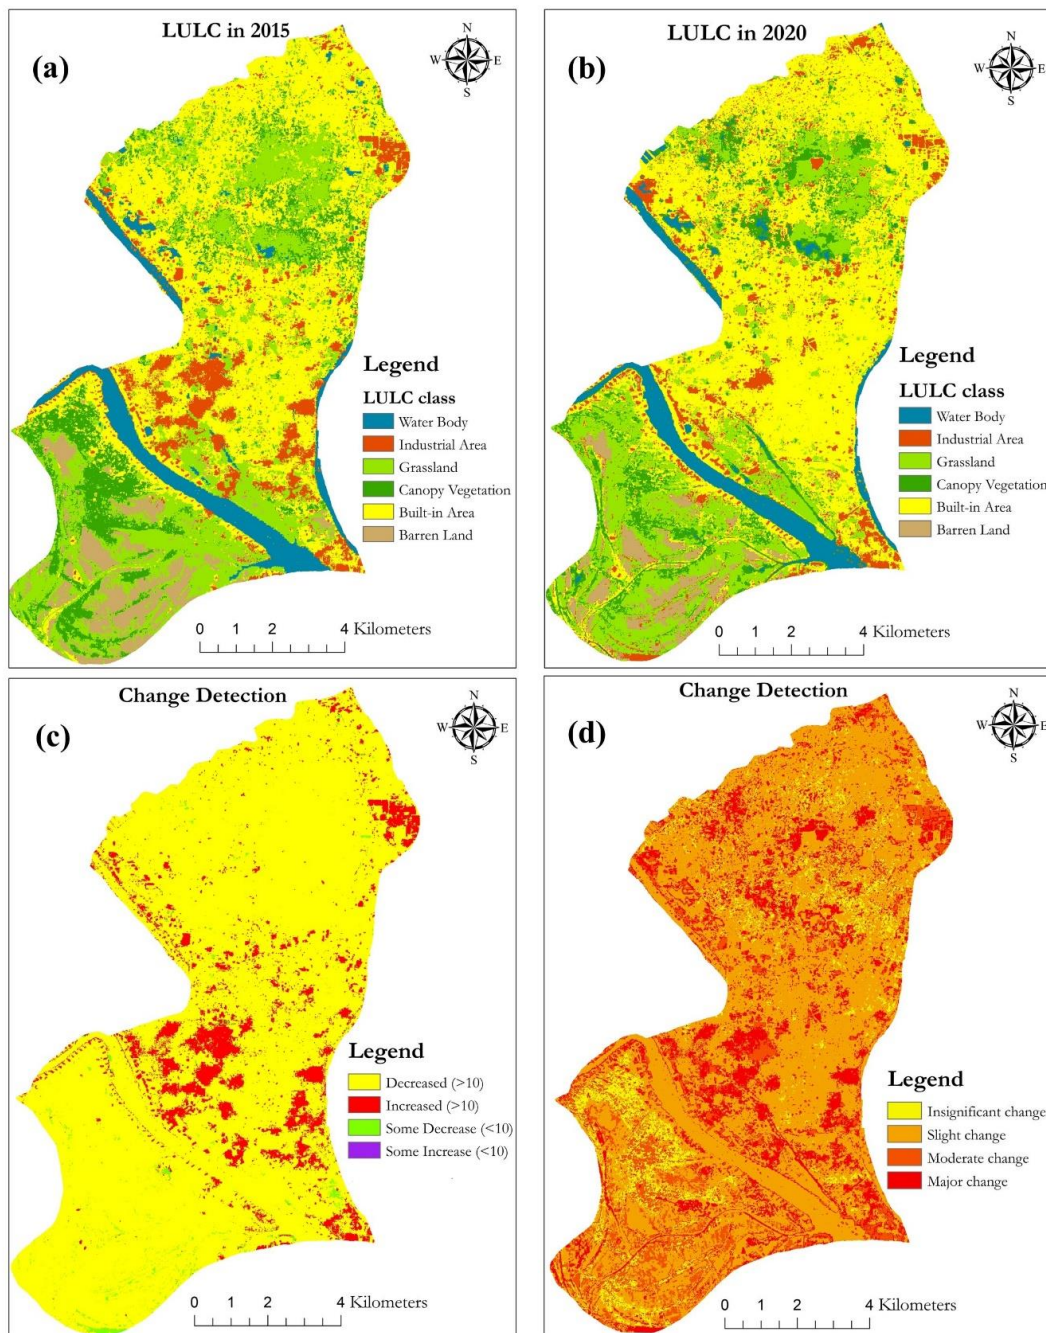 LULC in 2015
(a)
N
W E
S
Legend
LULC class
Water Body
Industrial Area
Grassland
Canopy Vegetation
Built-in Area
Barren Land
0 1 2 4 Kilometers
LULC in 2020
(b)
N
W E
S
Legend
LULC class
Water Body
Industrial Area
Grassland
Canopy Vegetation
Built-in Area
Barren Land
0 1 2 4 Kilometers
Change Detection
(c)
N
W E
S
Legend
Decreased (>10)
Increased (>10)
Some Decrease (<10)
Some Increase (<10)
0 1 2 4 Kilometers
Change Detection
(d)
N
W E
S
Legend
Insignificant change
Slight change
Moderate change
Major change
0 1 2 4 Kilometers